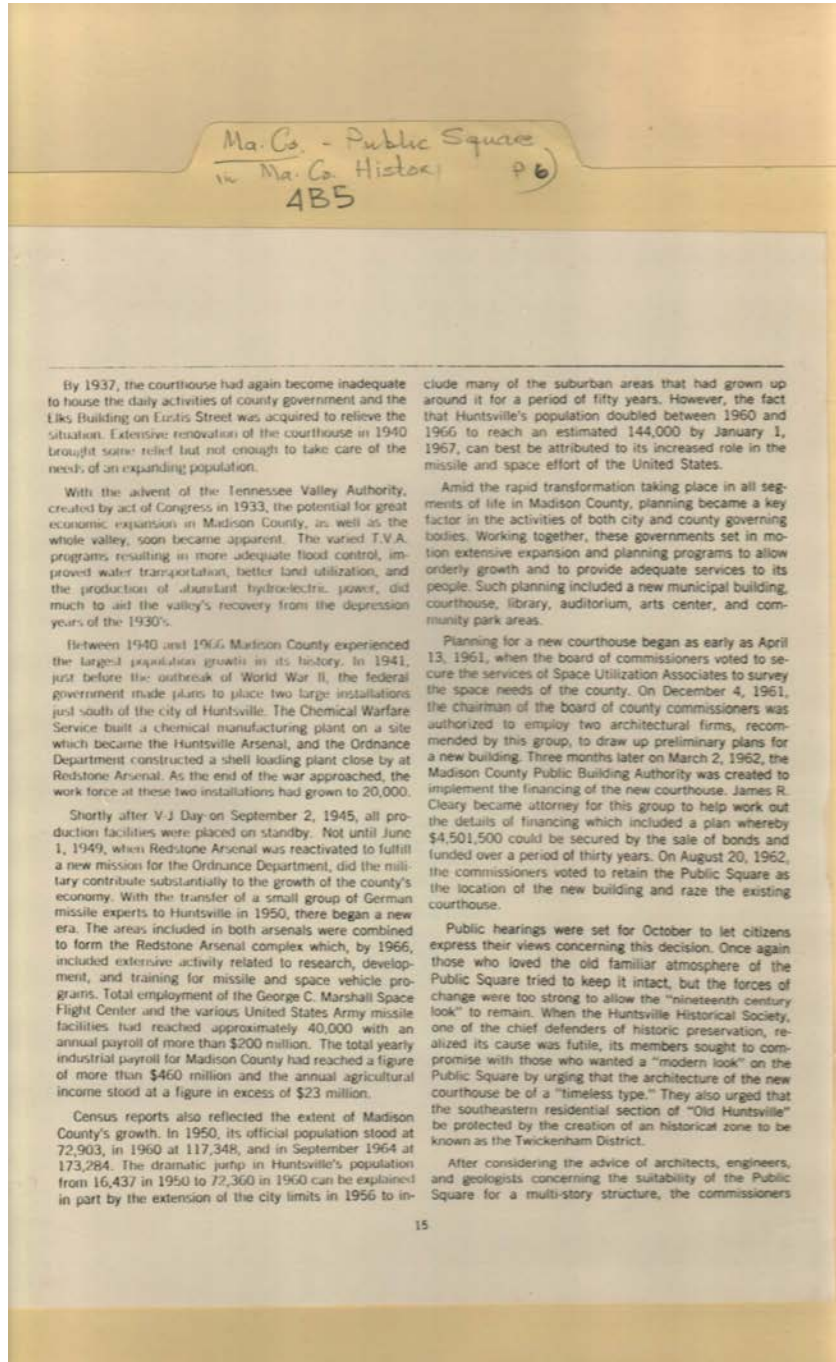 Ma. Co. - Public Square
in Ma. Co. Histor P 6)
4B5
By 1937, the courthouse had again become inadequate
to house the daily activities of county government and the
Elks Building on Eustis Street was acquired to relieve the
situation. Extensive renovation of the courthouse in 1940
brought some relief but not enough to take care of the
needs of an expanding population.
With the advent of the Tennessee Valley Authority,
created by act of Congress in 1933, the potential for great
economic expansion in Madison County, as well as the
whole valley, soon became apparent. The varied T.V.A.
programs resulting in more adequate flood control, im-
proved water transportation, better land utilization, and
the production of abundant hydroelectric power, did
much to aid the valley's recovery from the depression
years of the 1930's.
Between 1940 and 1966 Madison County experienced
the largest population growth in its history. In 1941,
just before the outbreak of World War II, the federal
government made plans to place two large installations
just south of the city of Huntsville. The Chemical Warfare
Service built a chemical manufacturing plant on a site
which became the Huntsville Arsenal, and the Ordnance
Department constructed a shell loading plant close by at
Redstone Arsenal. As the end of the war approached, the
work force at these two installations had grown to 20,000.
Shortly after V-J Day on September 2, 1945, all pro-
duction facilities were placed on standby. Not until June
1, 1949, when Redstone Arsenal was reactivated to fulfill
a new mission for the Ordnance Department, did the mili-
tary contribute substantially to the growth of the county's
economy. With the transfer of a small group of German
missile experts to Huntsville in 1950, there began a new
era. The areas included in both arsenals were combined
to form the Redstone Arsenal complex which, by 1966,
included extensive activity related to research, develop-
ment, and training for missile and space vehicle pro-
grams. Total employment of the George C. Marshall Space
Flight Center and the various United States Army missile
facilities had reached approximately 40,000 with an
annual payroll of more than $200 million. The total yearly
industrial payroll for Madison County had reached a figure
of more than $460 million and the annual agricultural
income stood at a figure in excess of $23 million.
Census reports also reflected the extent of Madison
County's growth. In 1950, its official population stood at
72,903, in 1960 at 117,348, and in September 1964 at
173,284. The dramatic jump in Huntsville's population
from 16,437 in 1950 to 72,360 in 1960 can be explained
in part by the extension of the city limits in 1956 to in-
clude many of the suburban areas that had grown up
around it for a period of fifty years. However, the fact
that Huntsville's population doubled between 1960 and
1966 to reach an estimated 144,000 by January 1,
1967, can best be attributed to its increased role in the
missile and space effort of the United States.
Amid the rapid transformation taking place in all seg-
ments of life in Madison County, planning became a key
factor in the activities of both city and county governing
bodies. Working together, these governments set in mo-
tion extensive expansion and planning programs to allow
orderly growth and to provide adequate services to its
people. Such planning included a new municipal building,
courthouse, library, auditorium, arts center, and com-
munity park areas.
Planning for a new courthouse began as early as April
13, 1961, when the board of commissioners voted to se-
cure the services of Space Utilization Associates to survey
the space needs of the county. On December 4, 1961,
the chairman of the board of county commissioners was
authorized to employ two architectural firms, recom-
mended by this group, to draw up preliminary plans for
a new building. Three months later on March 2, 1962, the
Madison County Public Building Authority was created to
implement the financing of the new courthouse. James R.
Cleary became attorney for this group to help work out
the details of financing which included a plan whereby
$4,501,500 could be secured by the sale of bonds and
funded over a period of thirty years. On August 20, 1962,
the commissioners voted to retain the Public Square as
the location of the new building and raze the existing
courthouse.
Public hearings were set for October to let citizens
express their views concerning this decision. Once again
those who loved the old familiar atmosphere of the
Public Square tried to keep it intact, but the forces of
change were too strong to allow the "nineteenth century
look" to remain. When the Huntsville Historical Society,
one of the chief defenders of historic preservation, re-
alized its cause was futile, its members sought to com-
promise with those who wanted a "modern look" on the
Public Square by urging that the architecture of the new
courthouse be of a "timeless type." They also urged that
the southeastern residential section of "Old Huntsville"
be protected by the creation of an historical zone to be
known as the Twickenham District.
After considering the advice of architects, engineers,
and geologists concerning the suitability of the Public
Square for a multi-story structure, the commissioners
15